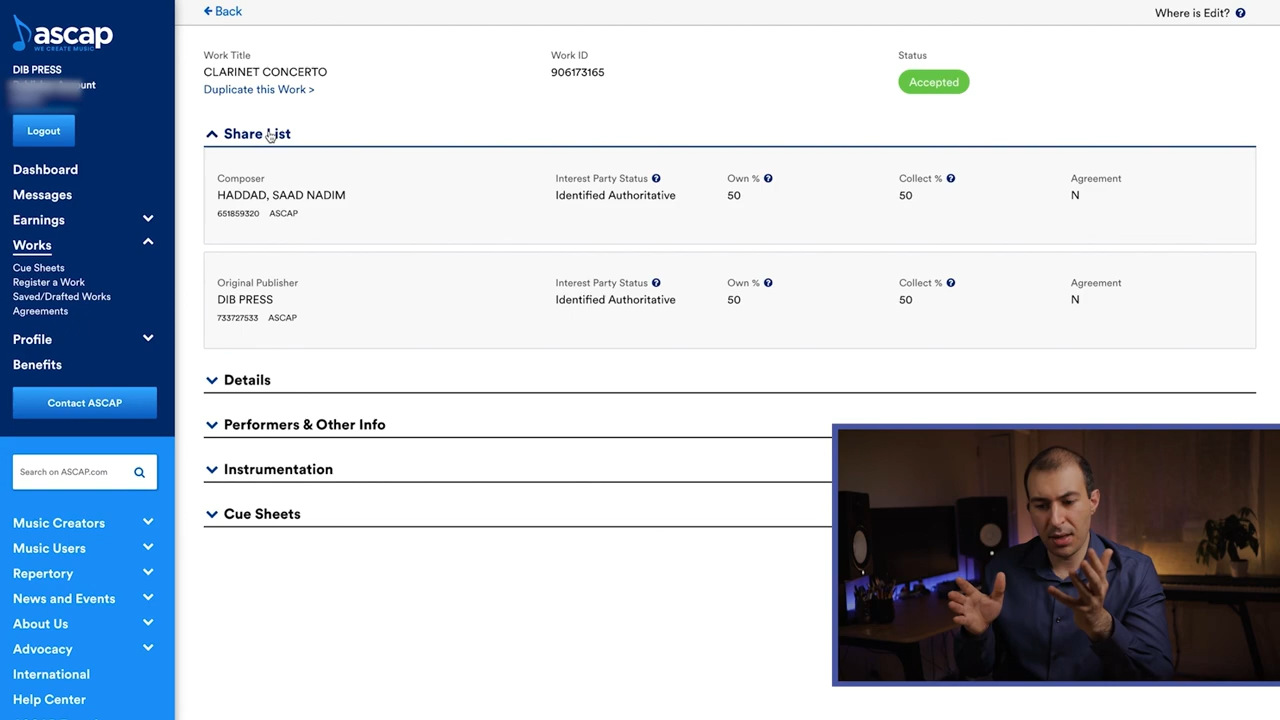 ascap
WE CREATE MUSIC
DIB PRESS
Logout
Dashboard
Messages
Earnings
Works
Cue Sheets
Register a Work
Saved/Drafted Works
Agreements
Profile
Benefits
Contact ASCAP
Search on ASCAP.com
Music Creators
Music Users
Repertory
News and Events
About Us
Advocacy
International
Help Center
Back
Where is Edit? ?
Work Title
CLARINET CONCERTO
Duplicate this Work >
Work ID
906173165
Status
Accepted
Share List
Composer
HADDAD, SAAD NADIM
651859320 ASCAP
Interest Party Status ?
Identified Authoritative
Own % ?
50
Collect % ?
50
Agreement
N
Original Publisher
DIB PRESS
733727533 ASCAP
Interest Party Status ?
Identified Authoritative
Own % ?
50
Collect % ?
50
Agreement
N
Details
Performers & Other Info
Instrumentation
Cue Sheets